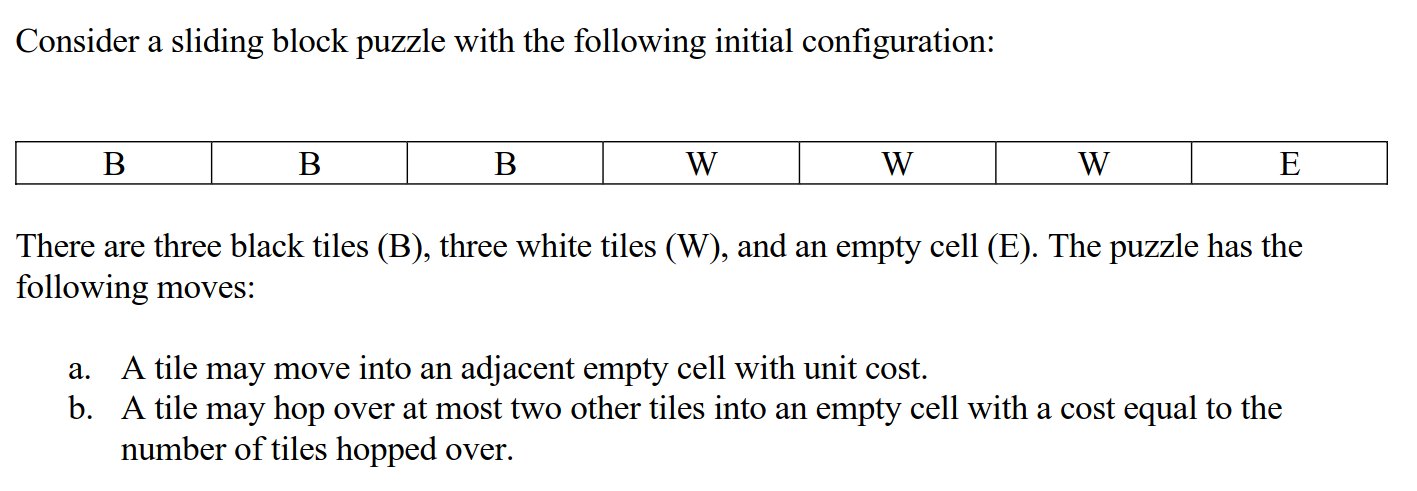 Consider a sliding block puzzle with the following initial configuration:
B B B W W W E
There are three black tiles (B), three white tiles (W), and an empty cell (E). The puzzle has the
following moves:
a. A tile may move into an adjacent empty cell with unit cost.
b. A tile may hop over at most two other tiles into an empty cell with a cost equal to the
number of tiles hopped over.